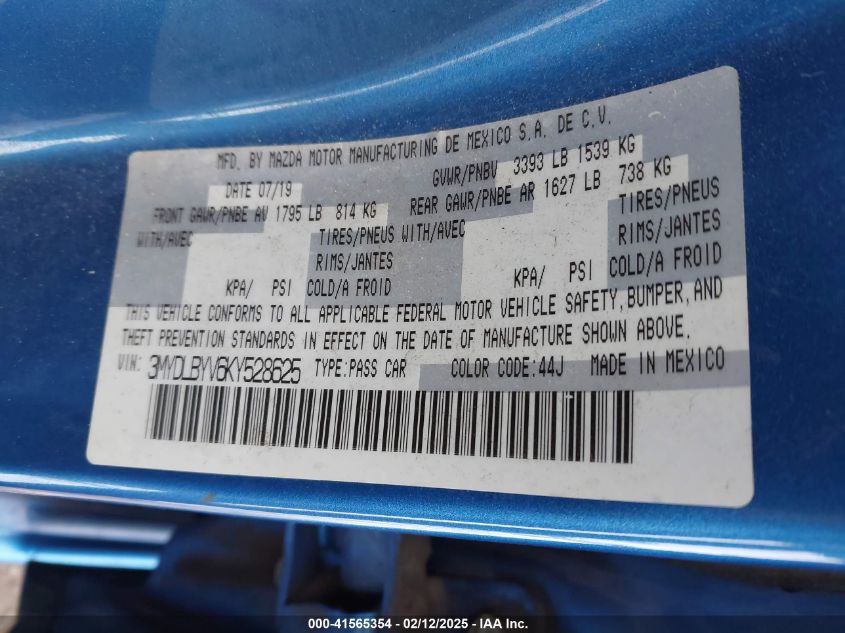 MFD. BY MAZDA MOTOR MANUFACTURING DE MEXICO S.A. DE C.V.
DATE 07/19 GVWR/PNBV 3393 LB 1539 KG
FRONT GAWR/PNBE AV 1795 LB 814 KG REAR GAWR/PNBE AR 1627 LB 738 KG
WITH/AVEC TIRES/PNEUS WITH/AVEC TIRES/PNEUS
RIMS/JANTES RIMS/JANTES
KPA/ PSI COLD/A FROID KPA/ PSI COLD/A FROID
THIS VEHICLE CONFORMS TO ALL APPLICABLE FEDERAL MOTOR VEHICLE SAFETY, BUMPER, AND
THEFT PREVENTION STANDARDS IN EFFECT ON THE DATE OF MANUFACTURE SHOWN ABOVE.
VIN: 3MYDLBYV6KY528625 TYPE:PASS CAR COLOR CODE:44J MADE IN MEXICO
000-41565354 - 02/12/2025 - IAA Inc.